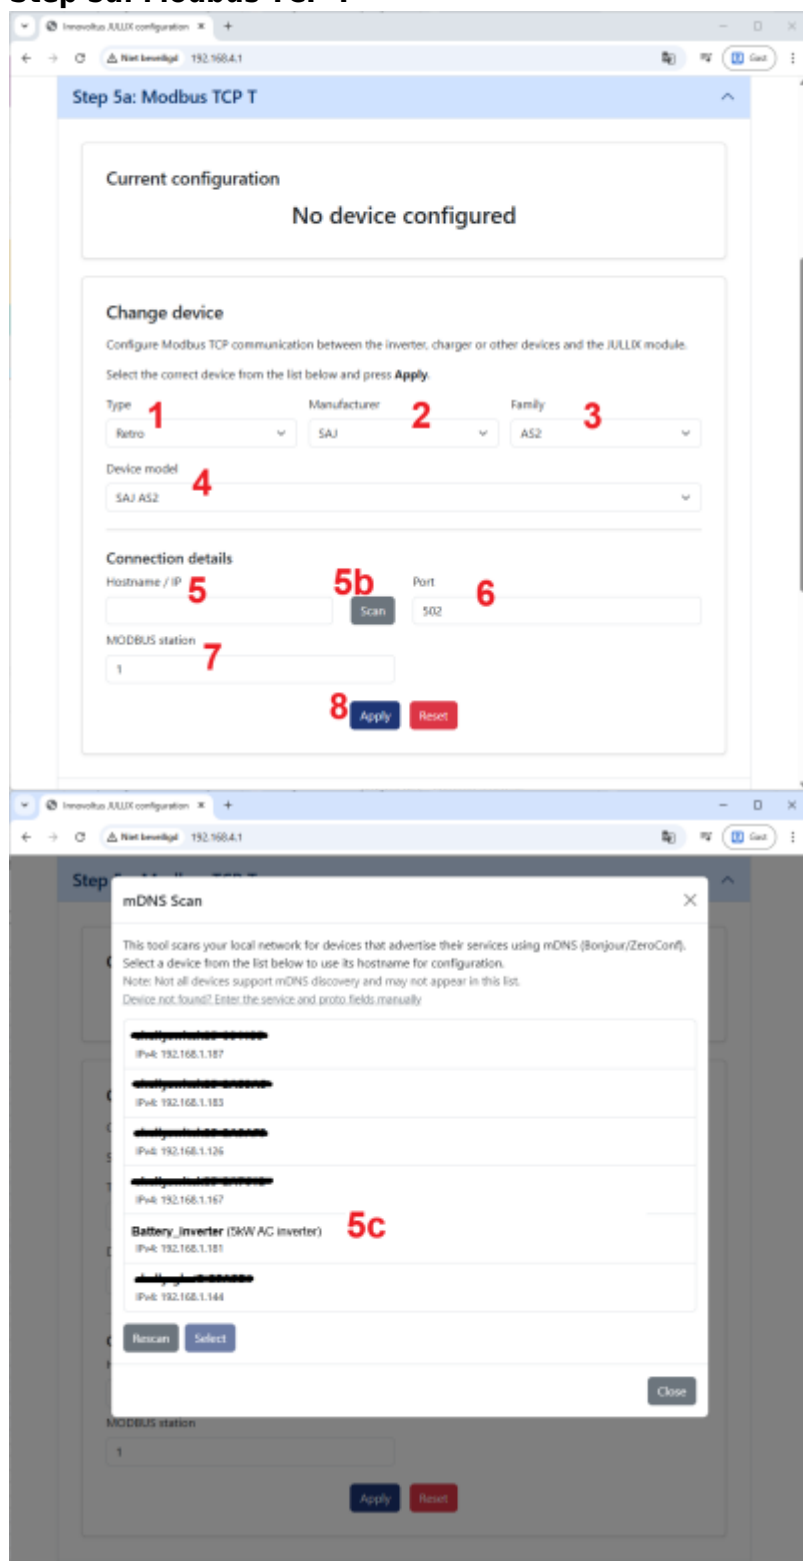 Step 5a: Modbus TCP T
Innovoltus JULLIX configuration
Niet beveiligd 192.168.4.1
Gast
Step 5a: Modbus TCP T
Current configuration
No device configured
Change device
Configure Modbus TCP communication between the inverter, charger or other devices and the JULLIX module.
Select the correct device from the list below and press Apply.
Type 1 Manufacturer 2 Family 3
Retro SAJ AS2
Device model 4
SAJ AS2
Connection details
Hostname / IP 5 5b Port 6
Scan 502
MODBUS station 7
1
8 Apply Reset
Innovoltus JULLIX configuration
Niet beveiligd 192.168.4.1
Gast
Step
mDNS Scan
This tool scans your local network for devices that advertise their services using mDNS (Bonjour/ZeroConf).
Select a device from the list below to use its hostname for configuration.
Note: Not all devices support mDNS discovery and may not appear in this list.
Device not found? Enter the service and proto fields manually
IPv4: 192.168.1.187
IPv4: 192.168.1.183
IPv4: 192.168.1.126
IPv4: 192.168.1.167
Battery_inverter (5kW AC inverter) 5c
IPv4: 192.168.1.181
IPv4: 192.168.1.144
Rescan Select
Close
MODBUS station
1
Apply Reset